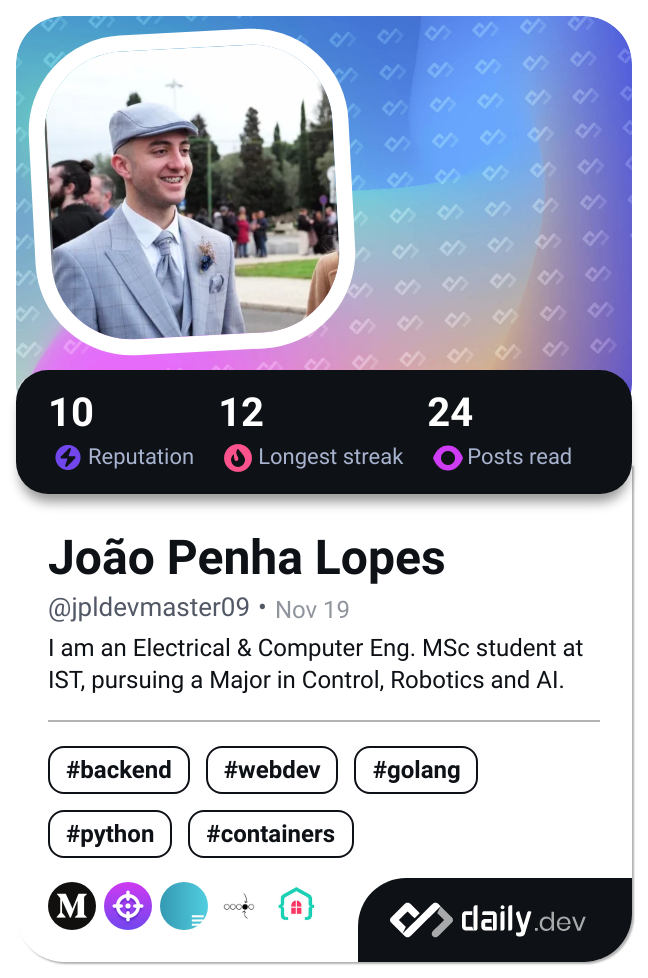 10 12 24
Reputation Longest streak Posts read
João Penha Lopes
@jpldevmaster09 • Nov 19
I am an Electrical & Computer Eng. MSc student at
IST, pursuing a Major in Control, Robotics and AI.
#backend #webdev #golang
#python #containers
M
daily.dev